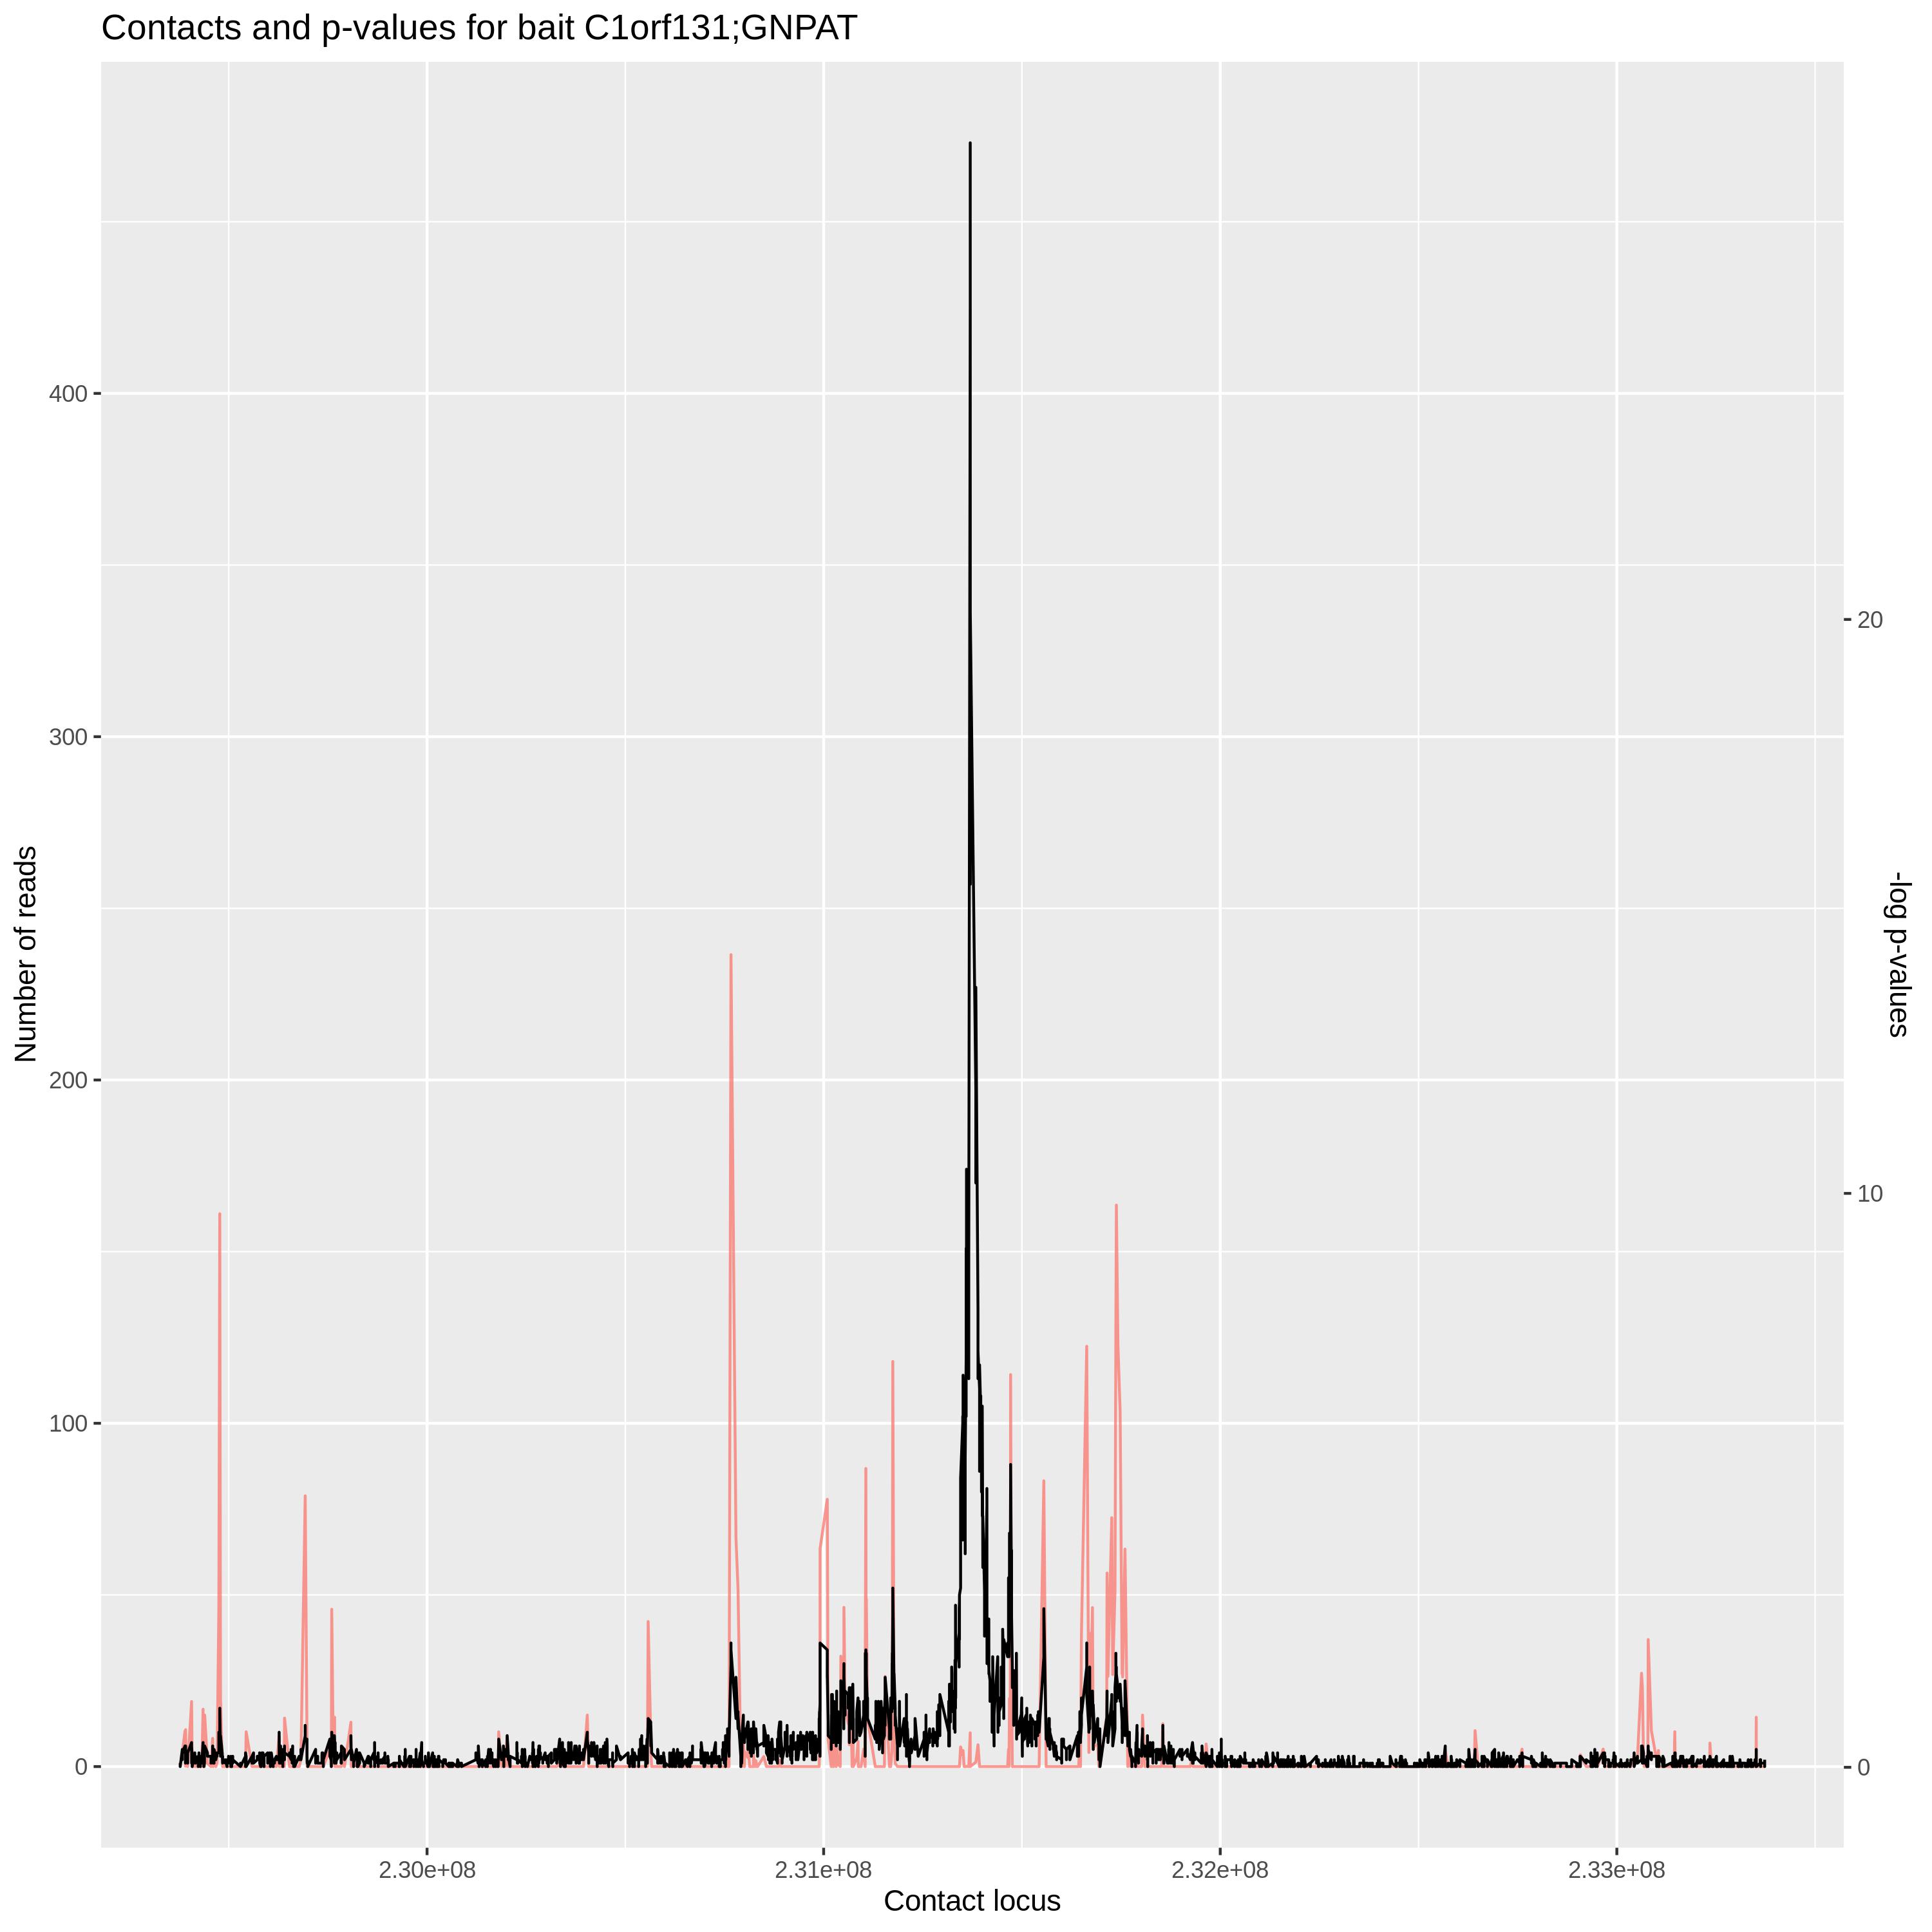 Contacts and p-values for bait C1orf131;GNPAT
Number of reads
400
300
200
100
0
20
10
0
-log p-values
2.30e+08
2.31e+08
2.32e+08
2.33e+08
Contact locus